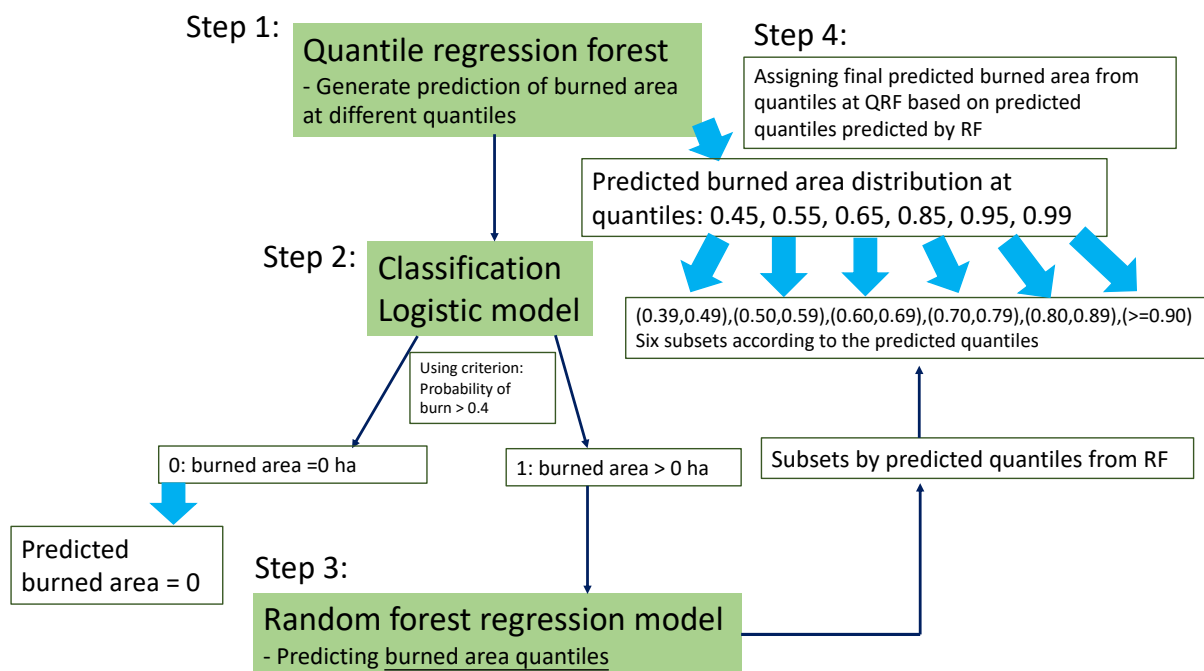 Step 1:
Quantile regression forest
- Generate prediction of burned area
at different quantiles
Step 4:
Assigning final predicted burned area from
quantiles at QRF based on predicted
quantiles predicted by RF
Predicted burned area distribution at
quantiles: 0.45, 0.55, 0.65, 0.85, 0.95, 0.99
(0.39,0.49),(0.50,0.59),(0.60,0.69),(0.70,0.79),(0.80,0.89),(>=0.90)
Six subsets according to the predicted quantiles
Step 2:
Classification
Logistic model
Using criterion:
Probability of
burn > 0.4
0: burned area =0 ha
1: burned area > 0 ha
Subsets by predicted quantiles from RF
Predicted
burned area = 0
Step 3:
Random forest regression model
- Predicting burned area quantiles